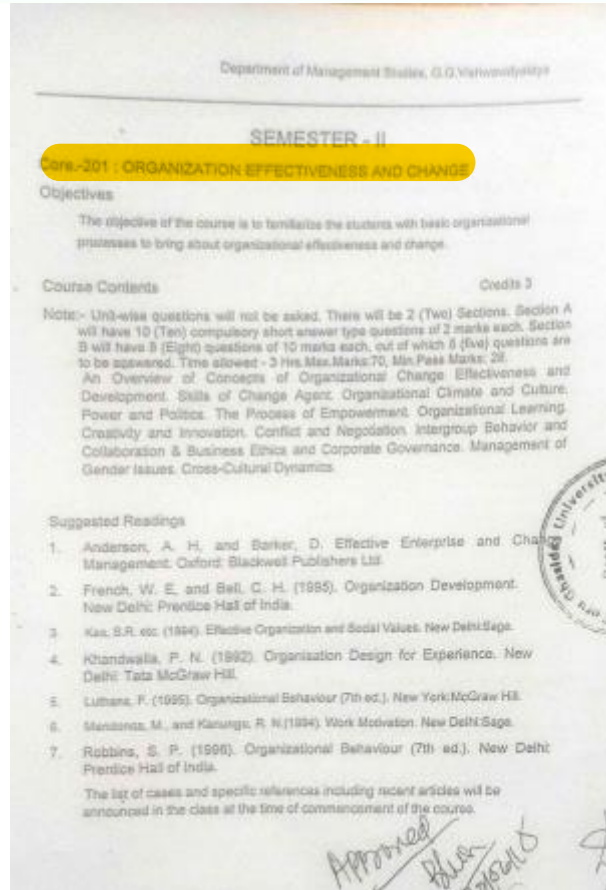 Department of Management Studies, G.G.Vishwavidyalaya
SEMESTER - II
Core.-201 : ORGANIZATION EFFECTIVENESS AND CHANGE
Objectives
The objective of the course is to familiarize the students with basic organizational
processes to bring about organizational effectiveness and change.
Course Contents Credits 3
Note:- Unit-wise questions will not be asked. There will be 2 (Two) Sections. Section A
will have 10 (Ten) compulsory short answer type questions of 2 marks each. Section
B will have 8 (Eight) questions of 10 marks each, out of which 5 (five) questions are
to be answered. Time allowed - 3 Hrs.Max.Marks:70, Min.Pass Marks: 28.
An Overview of Concepts of Organizational Change Effectiveness and
Development. Skills of Change Agent. Organizational Climate and Culture.
Power and Politics. The Process of Empowerment. Organizational Learning.
Creativity and Innovation. Conflict and Negotiation. Intergroup Behavior and
Collaboration & Business Ethics and Corporate Governance. Management of
Gender Issues. Cross-Cultural Dynamics.
Suggested Readings
1. Anderson, A. H, and Barker, D. Effective Enterprise and Change
Management. Oxford: Blackwell Publishers Ltd.
2. French, W. E, and Bell, C. H. (1995). Organization Development.
New Delhi: Prentice Hall of India.
3. S.R. etc. (1994). Effective Organization and Social Values. New Delhi:Sage.
4. Khandwalla, P. N. (1992). Organisation Design for Experience. New
Delhi: Tata McGraw Hill.
5. Luthans, F. (1995). Organizational Behaviour (7th ed.). New York:McGraw Hill.
6. Mendonsa, M., and Kanungo, R. N.(1994). Work Motivation. New Delhi:Sage.
7. Robbins, S. P. (1996). Organizational Behaviour (7th ed.). New Delhi:
Prentice Hall of India.
The list of cases and specific references including recent articles will be
announced in the class at the time of commencement of the course.
Ghasidas University
Approved